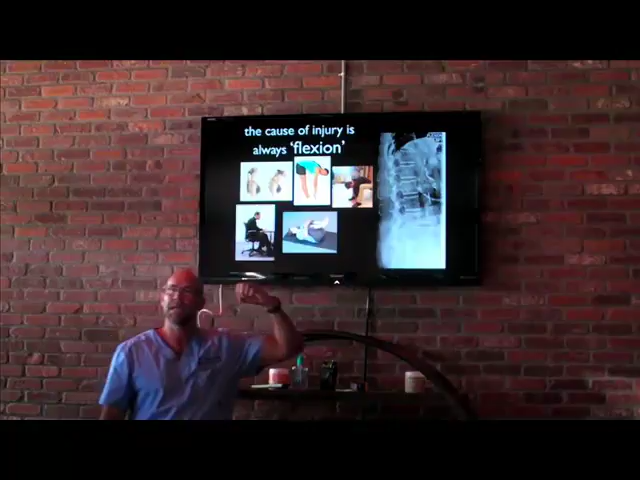 the cause of injury is
always ‘flexion’